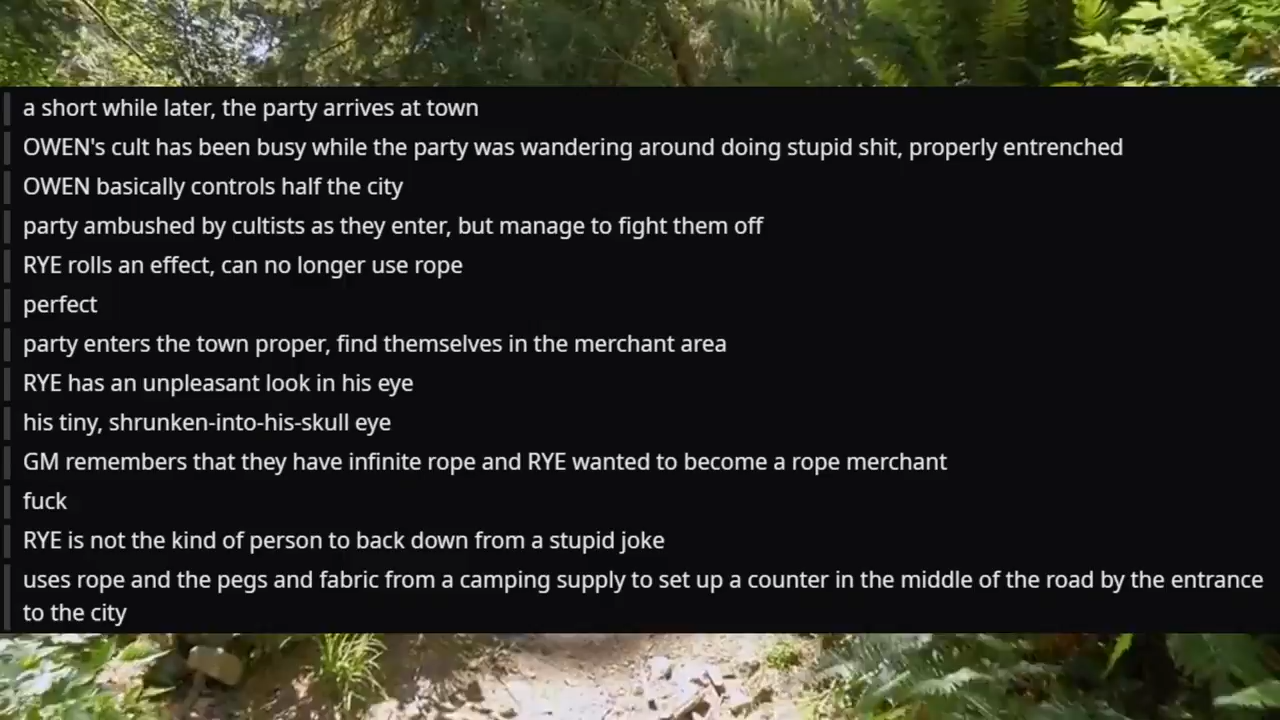 a short while later, the party arrives at town
OWEN's cult has been busy while the party was wandering around doing stupid shit, properly entrenched
OWEN basically controls half the city
party ambushed by cultists as they enter, but manage to fight them off
RYE rolls an effect, can no longer use rope
perfect
party enters the town proper, find themselves in the merchant area
RYE has an unpleasant look in his eye
his tiny, shrunken-into-his-skull eye
GM remembers that they have infinite rope and RYE wanted to become a rope merchant
fuck
RYE is not the kind of person to back down from a stupid joke
uses rope and the pegs and fabric from a camping supply to set up a counter in the middle of the road by the entrance
to the city